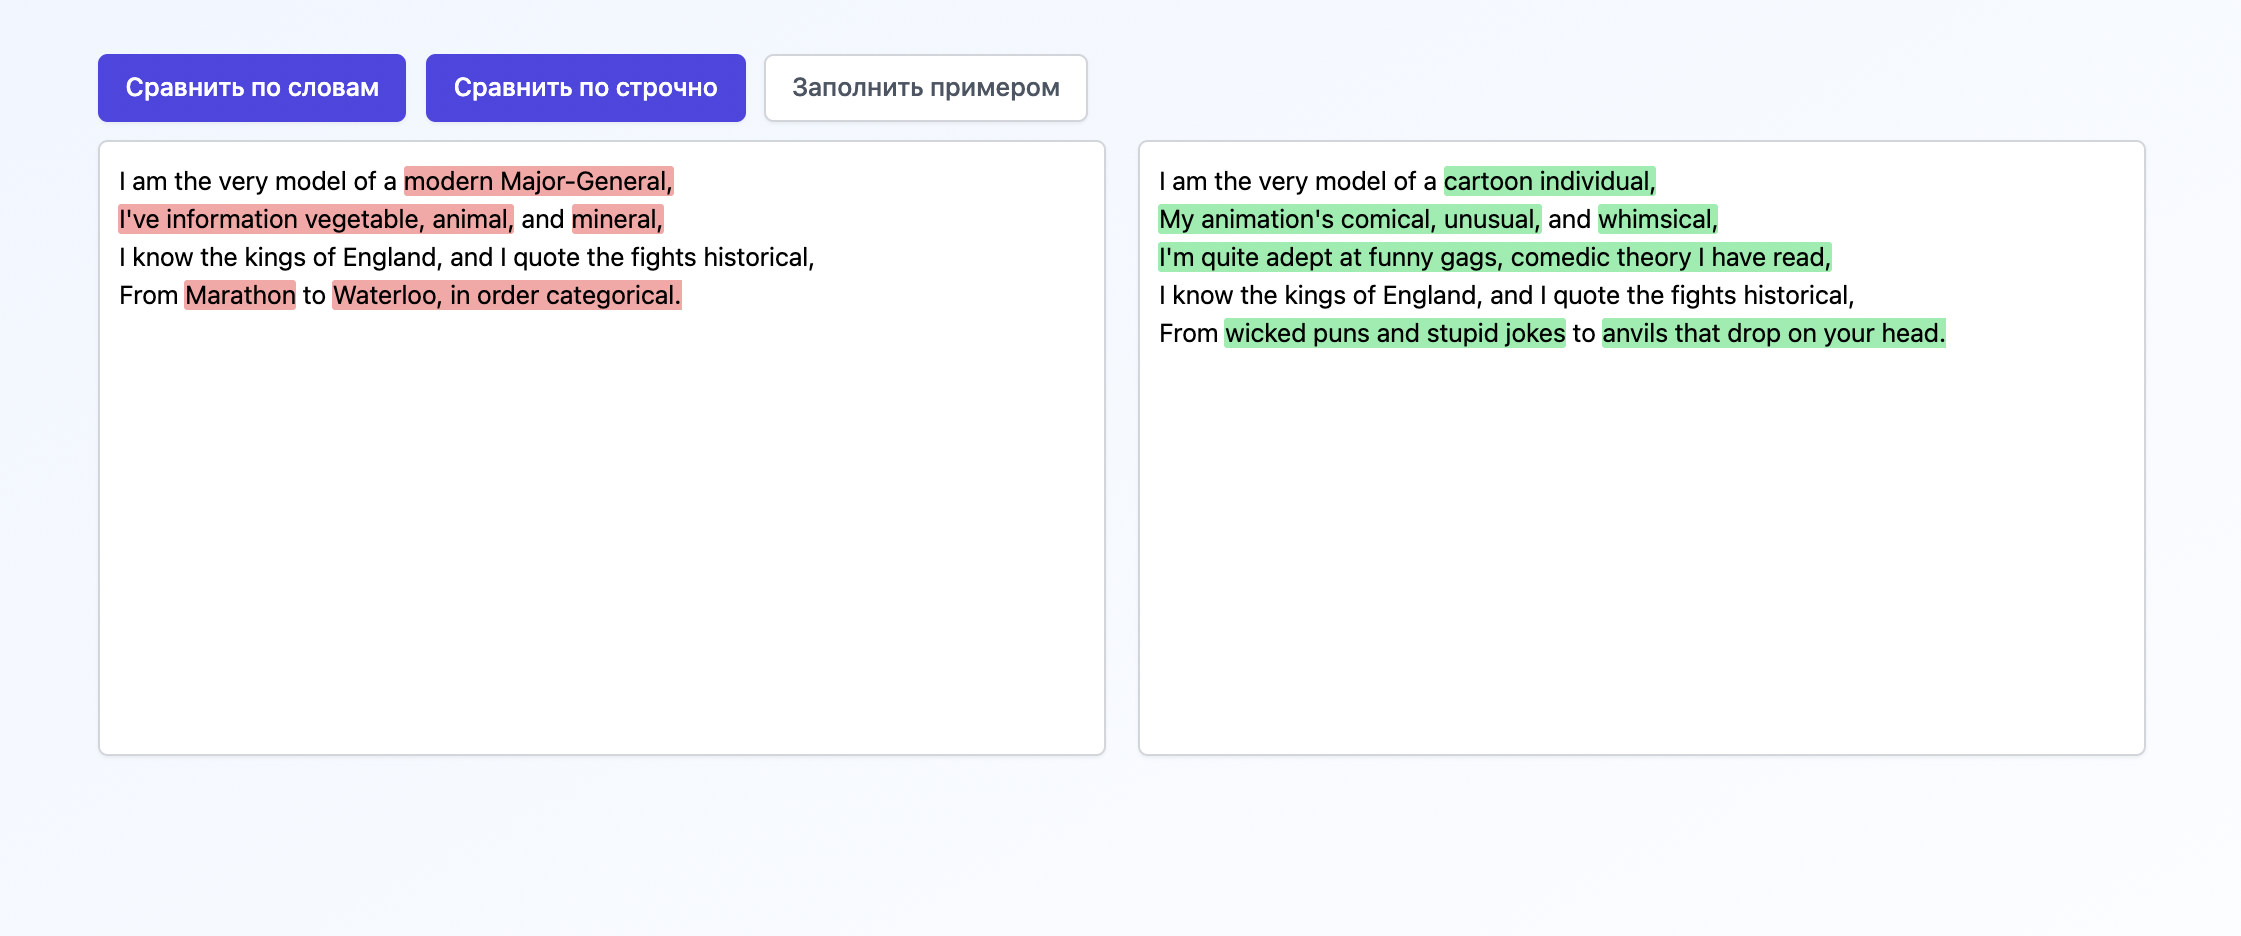 Сравнить по словам
Сравнить по строчно
Заполнить примером
I am the very model of a modern Major-General,
I've information vegetable, animal, and mineral,
I know the kings of England, and I quote the fights historical,
From Marathon to Waterloo, in order categorical.
I am the very model of a cartoon individual,
My animation's comical, unusual, and whimsical,
I'm quite adept at funny gags, comedic theory I have read,
I know the kings of England, and I quote the fights historical,
From wicked puns and stupid jokes to anvils that drop on your head.